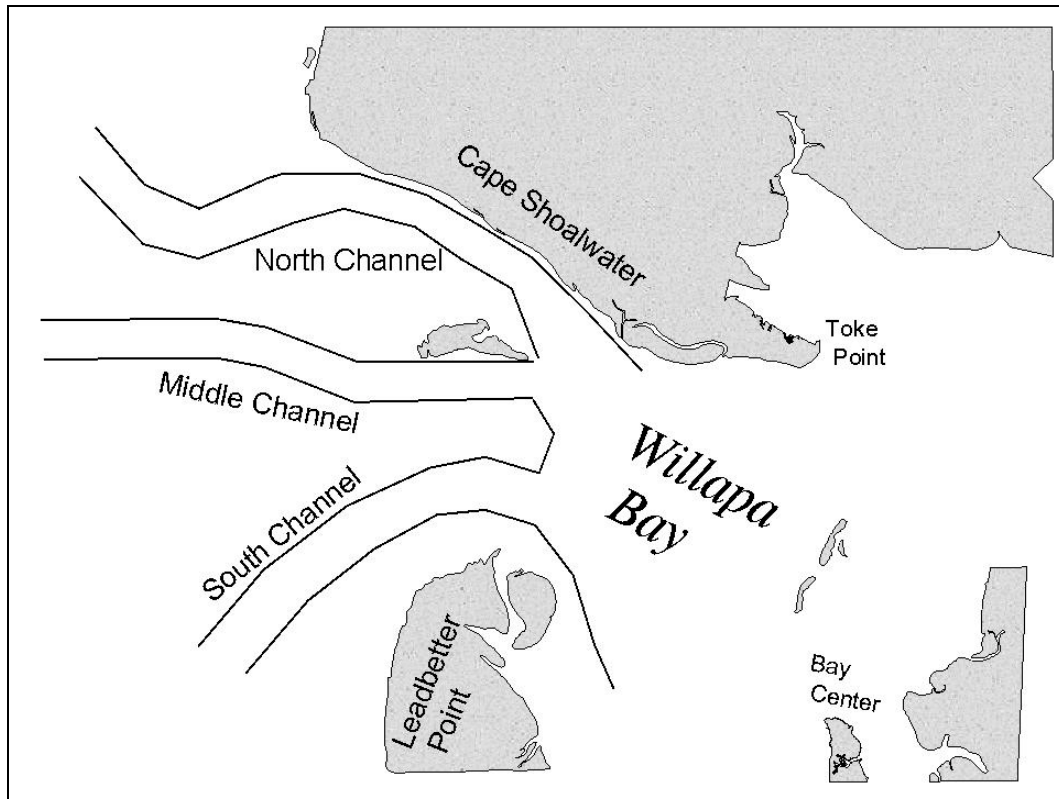 Cape Shoalwater
North Channel
Toke
Point
Middle Channel
Willapa
Bay
South Channel
Leadbetter
Point
Bay
Center